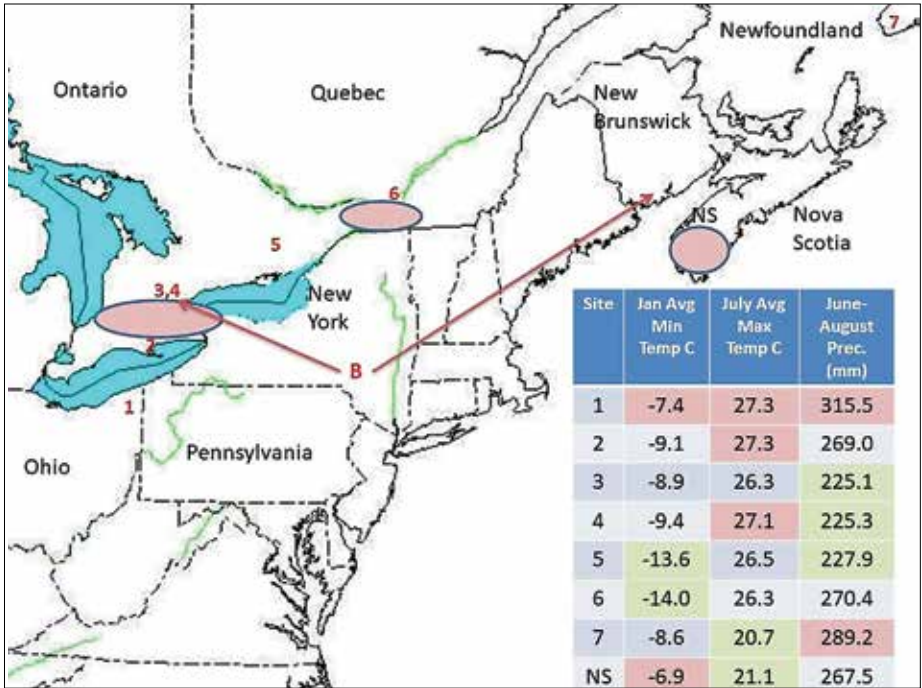 Newfoundland
7
Ontario
Quebec
New
Brunswick
6
NS
Nova
Scotia
5
3,4
New
York
2
B
1
Ohio
Pennsylvania
Site Jan Avg Min Temp C July Avg Max Temp C June-August Prec. (mm)
1 -7.4 27.3 315.5
2 -9.1 27.3 269.0
3 -8.9 26.3 225.1
4 -9.4 27.1 225.3
5 -13.6 26.5 227.9
6 -14.0 26.3 270.4
7 -8.6 20.7 289.2
NS -6.9 21.1 267.5